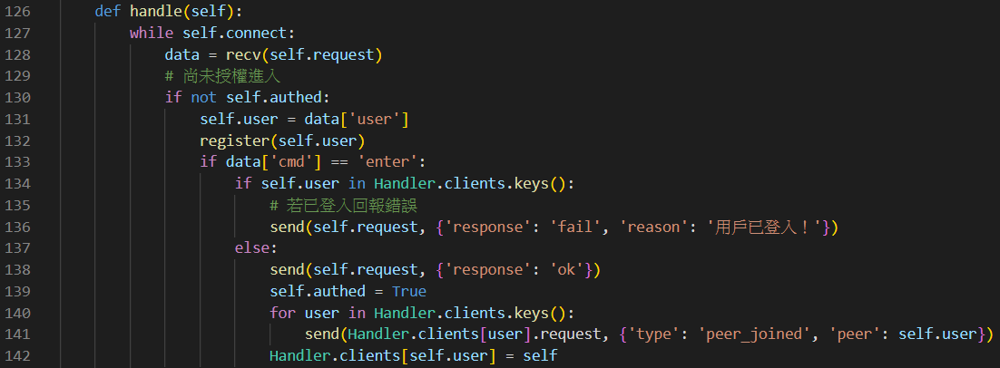 126 def handle(self):
127 while self.connect:
128 data = recv(self.request)
129 # 尚未授權進入
130 if not self.authed:
131 self.user = data['user']
132 register(self.user)
133 if data['cmd'] == 'enter':
134 if self.user in Handler.clients.keys():
135 # 若已登入回報錯誤
136 send(self.request, {'response': 'fail', 'reason': '用戶已登入！'})
137 else:
138 send(self.request, {'response': 'ok'})
139 self.authed = True
140 for user in Handler.clients.keys():
141 send(Handler.clients[user].request, {'type': 'peer_joined', 'peer': self.user})
142 Handler.clients[self.user] = self